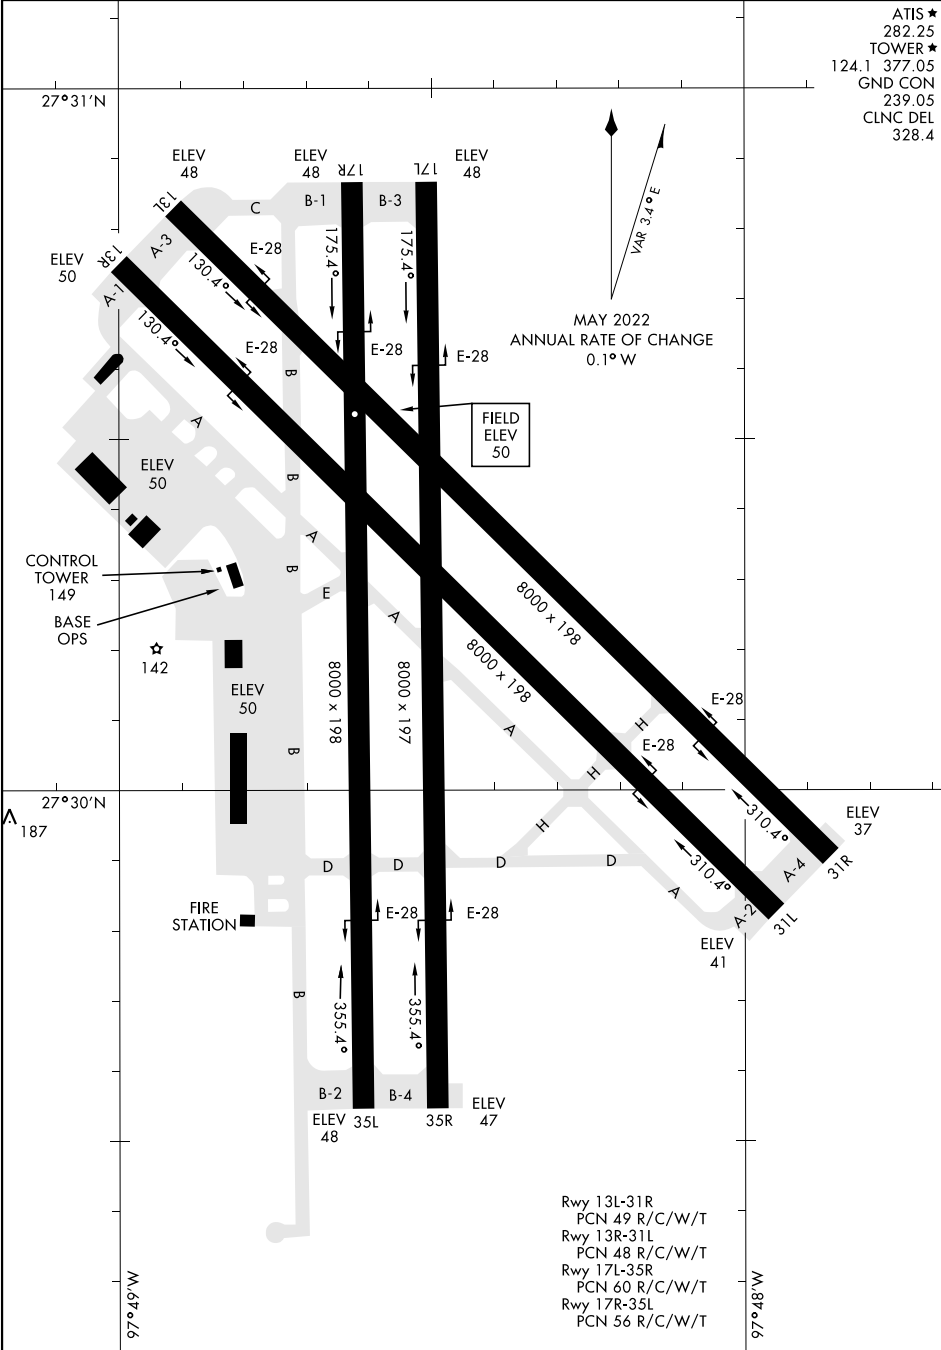 ATIS ★
282.25
TOWER ★
124.1 377.05
GND CON
239.05
CLNC DEL
328.4
27°31'N
ELEV
48
ELEV
48
17R
17L
ELEV
48
13L
C
B-1
B-3
VAR 3.4° E
ELEV
50
13R
A-3
E-28
130.4°
175.4°
175.4°
A-1
130.4°
MAY 2022
ANNUAL RATE OF CHANGE
0.1° W
E-28
E-28
E-28
B
A
FIELD
ELEV
50
ELEV
50
B
A
CONTROL
TOWER
149
B
E
A
8000 x 198
BASE
OPS
142
8000 x 198
8000 x 197
8000 x 198
ELEV
50
E-28
H
A
E-28
B
H
27°30'N
187
310.4°
ELEV
37
H
D
D
D
D
310.4°
A-4
31R
A
FIRE
STATION
E-28
E-28
A-2
31L
ELEV
41
B
355.4°
355.4°
B-2
B-4
ELEV
48
35L
35R
ELEV
47
Rwy 13L-31R
PCN 49 R/C/W/T
Rwy 13R-31L
PCN 48 R/C/W/T
Rwy 17L-35R
PCN 60 R/C/W/T
Rwy 17R-35L
PCN 56 R/C/W/T
97°49'W
97°48'W